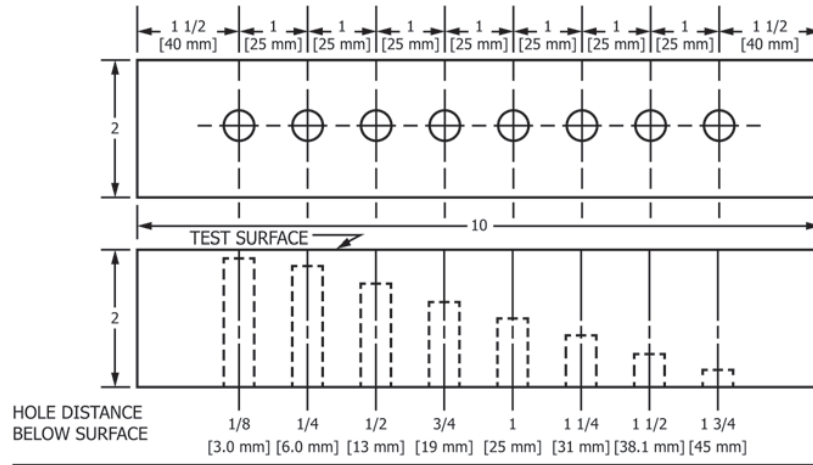 1 1/2 1 1 1 1 1 1 1 1 1/2
[40 mm] [25 mm] [25 mm] [25 mm] [25 mm] [25 mm] [25 mm] [25 mm] [40 mm]
2
10
TEST SURFACE
2
HOLE DISTANCE
BELOW SURFACE
1/8 1/4 1/2 3/4 1 1 1/4 1 1/2 1 3/4
[3.0 mm] [6.0 mm] [13 mm] [19 mm] [25 mm] [31 mm] [38.1 mm] [45 mm]